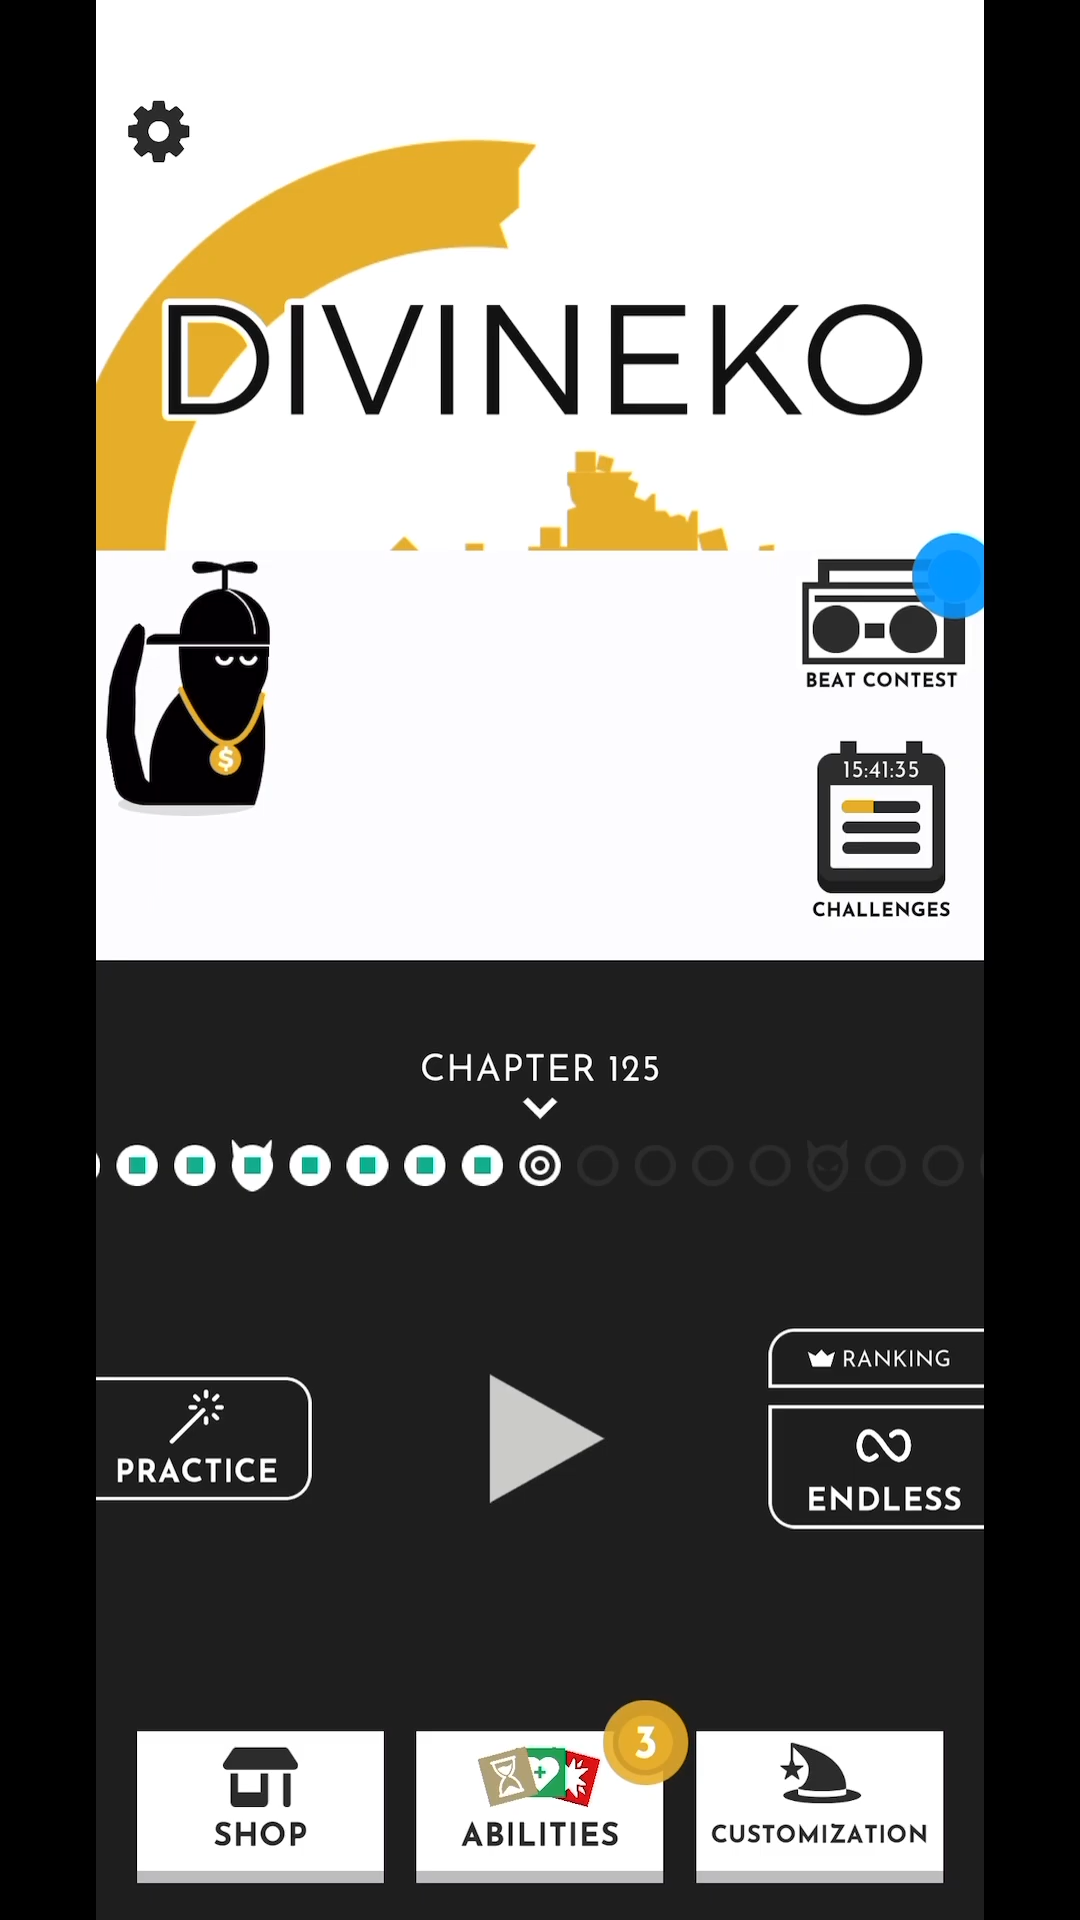 DIVINEKO
$
BEAT CONTEST
15:41:35
CHALLENGES
CHAPTER 125
RANKING
PRACTICE
ENDLESS
3
SHOP
ABILITIES
CUSTOMIZATION